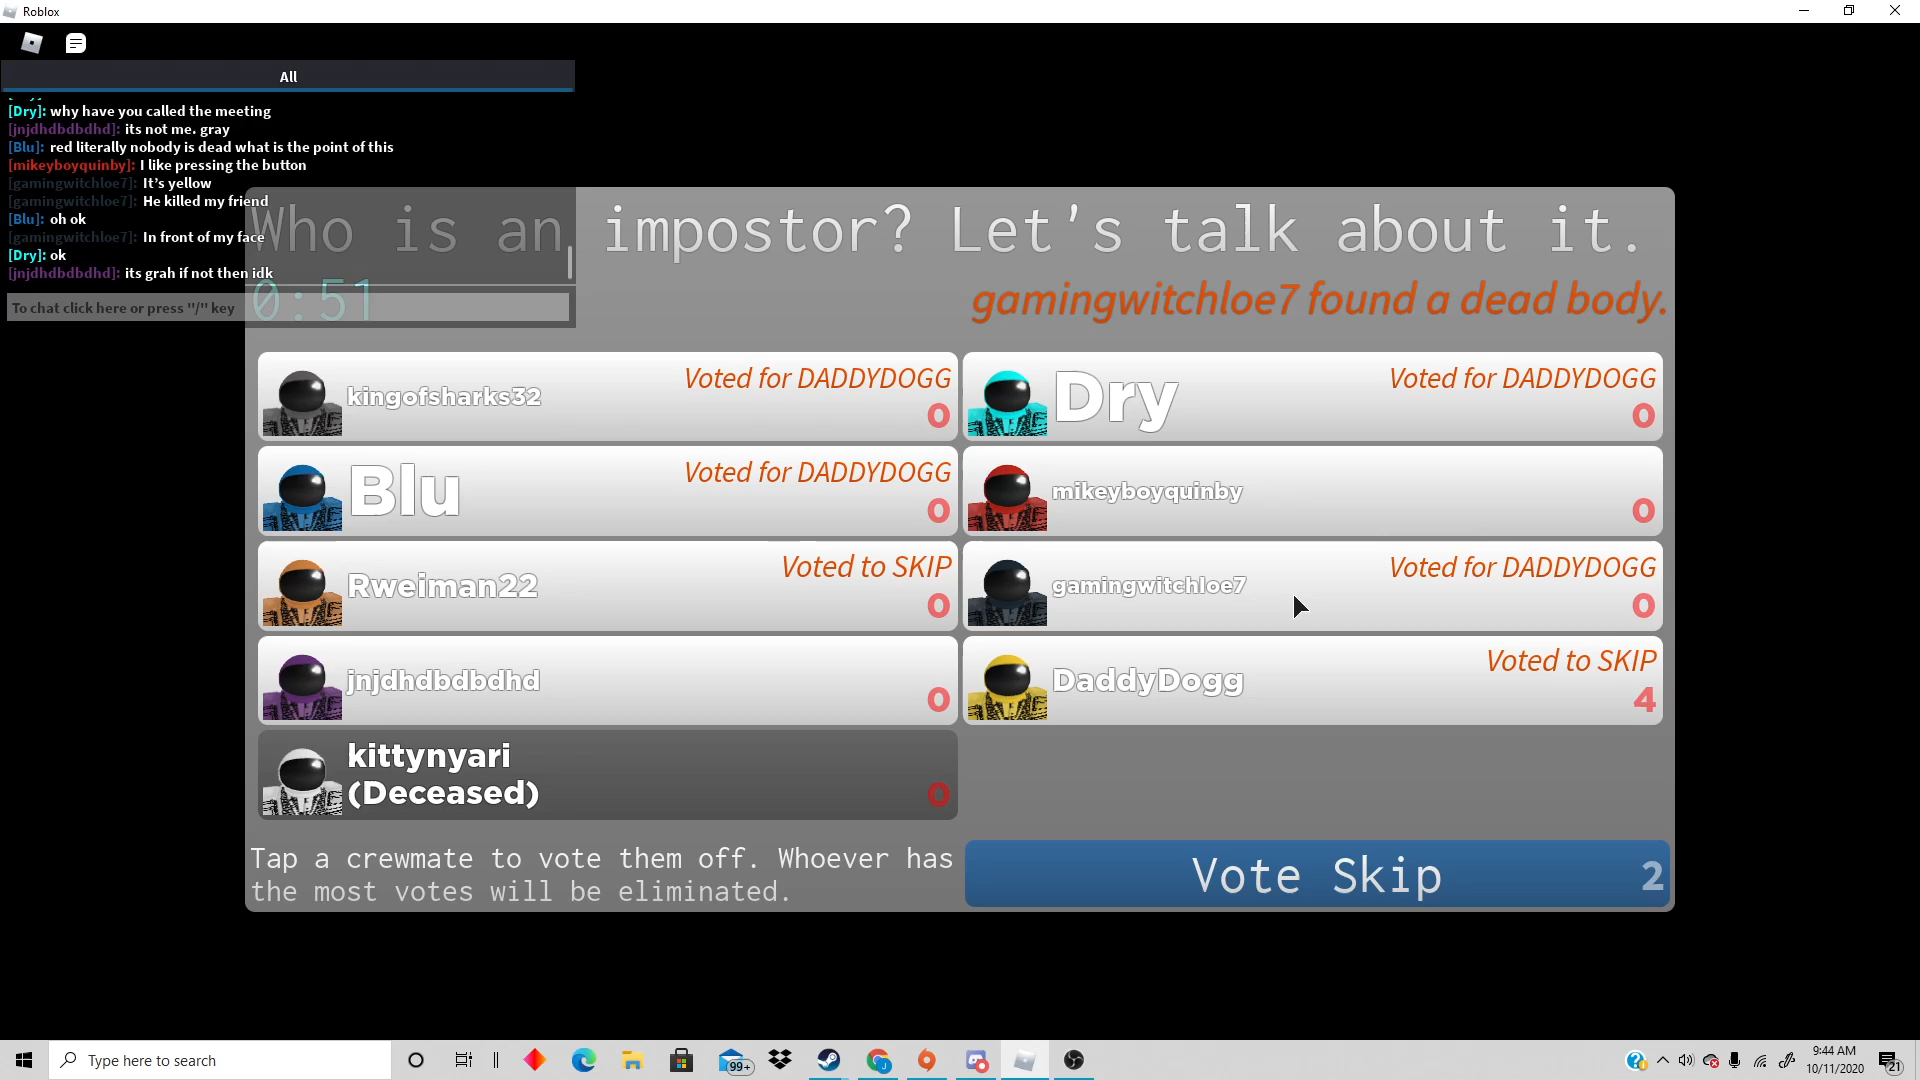 Roblox
All
[Dry]: why have you called the meeting
[jnjdhdbdbdhd]: its not me. gray
[Blu]: red literally nobody is dead what is the point of this
[mikeyboyquinby]: I like pressing the button
[gamingwitchloe7]: It's yellow
[gamingwitchloe7]: He killed my friend
[Blu]: oh ok
[gamingwitchloe7]: In front of my face
[Dry]: ok
[jnjdhdbdbdhd]: its grah if not then idk
To chat click here or press "/" key
Who is an impostor? Let's talk about it.
0:51
gamingwitchloe7 found a dead body.
kingofsharks32
Voted for DADDYDOGG
0
Dry
Voted for DADDYDOGG
0
Blu
Voted for DADDYDOGG
0
mikeyboyquinby
0
Rweiman22
Voted to SKIP
0
gamingwitchloe7
Voted for DADDYDOGG
0
jnjdhdbdbdhd
0
DaddyDogg
Voted to SKIP
4
kittynyari
(Deceased)
0
Tap a crewmate to vote them off. Whoever has
the most votes will be eliminated.
Vote Skip
2
Type here to search
99+
9:44 AM
10/11/2020
21